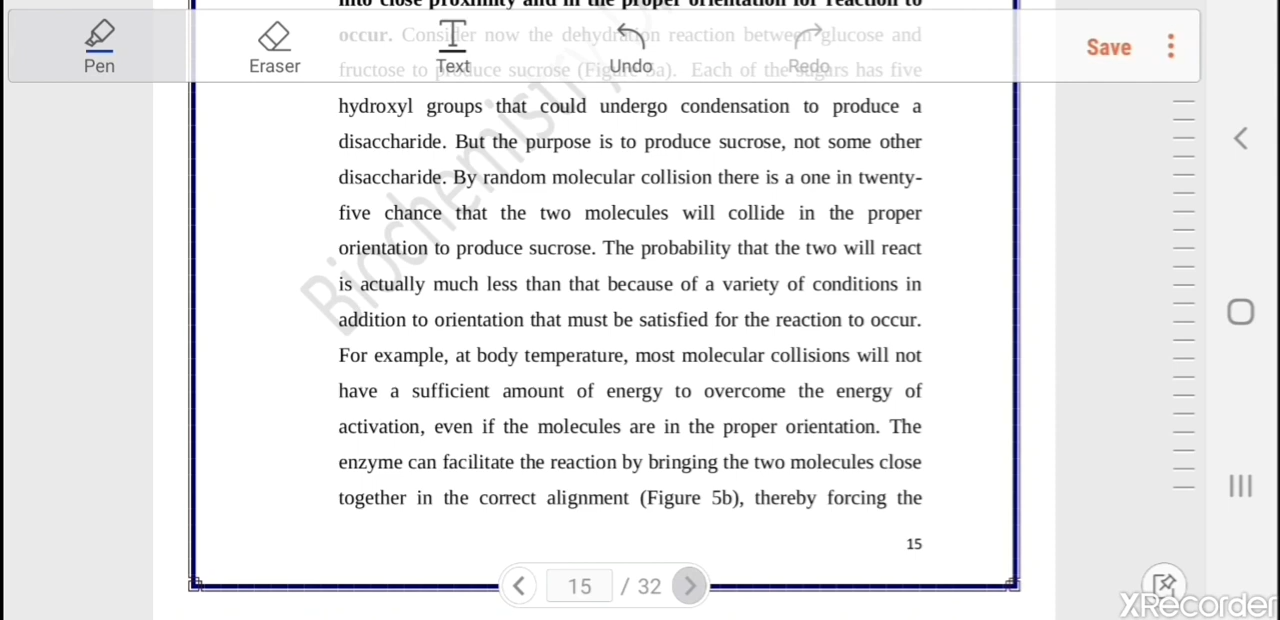 into close proximity and in the proper orientation for reaction to
Pen
Eraser
Text
Undo
Redo
Save
occur. Consider now the dehydration reaction between glucose and
fructose to produce sucrose (Figure 5a). Each of the sugars has five
hydroxyl groups that could undergo condensation to produce a
disaccharide. But the purpose is to produce sucrose, not some other
disaccharide. By random molecular collision there is a one in twenty-
five chance that the two molecules will collide in the proper
orientation to produce sucrose. The probability that the two will react
is actually much less than that because of a variety of conditions in
addition to orientation that must be satisfied for the reaction to occur.
For example, at body temperature, most molecular collisions will not
have a sufficient amount of energy to overcome the energy of
activation, even if the molecules are in the proper orientation. The
enzyme can facilitate the reaction by bringing the two molecules close
together in the correct alignment (Figure 5b), thereby forcing the
Biochemistry
15
15 / 32
XRecorder